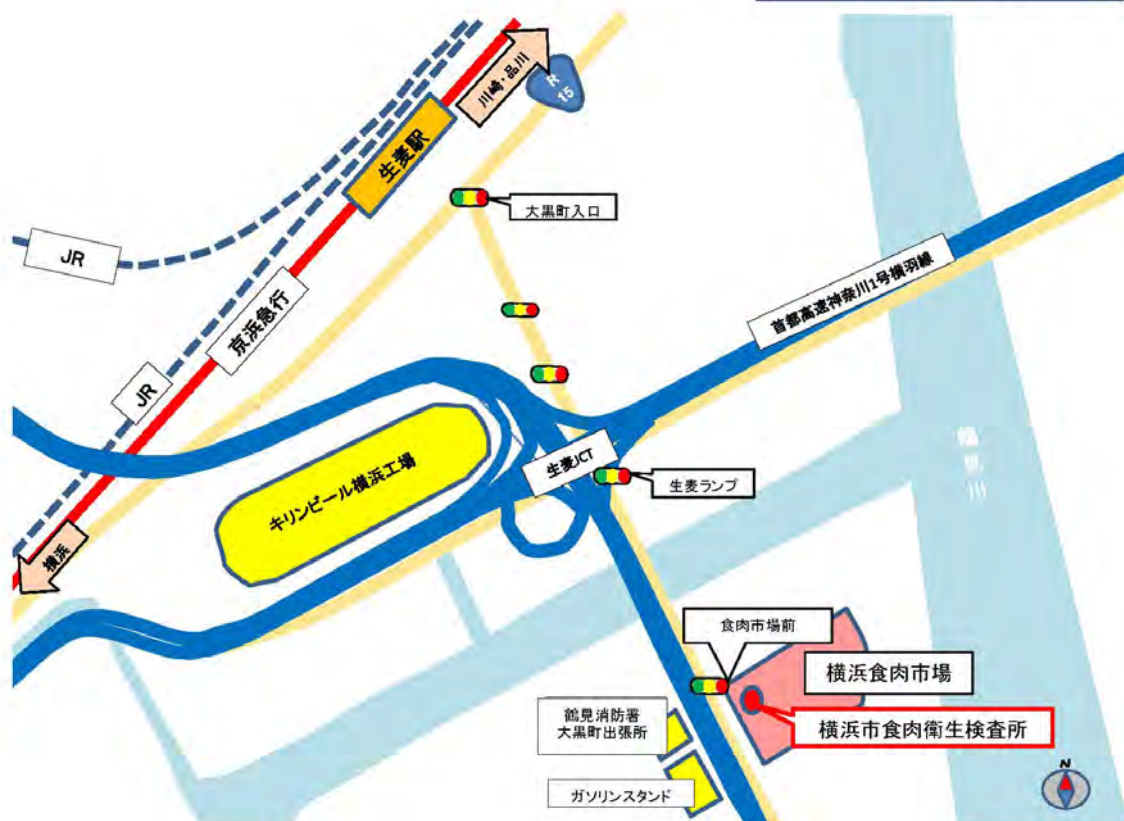 川崎・品川
R
15
生麦駅
大黒町入口
JR
首都高速神奈川1号横羽線
京浜急行
JR
キリンビール横浜工場
生麦JCT
生麦ランプ
横浜
食肉市場前
横浜食肉市場
鶴見消防署
大黒町出張所
横浜市食肉衛生検査所
ガソリンスタンド
N